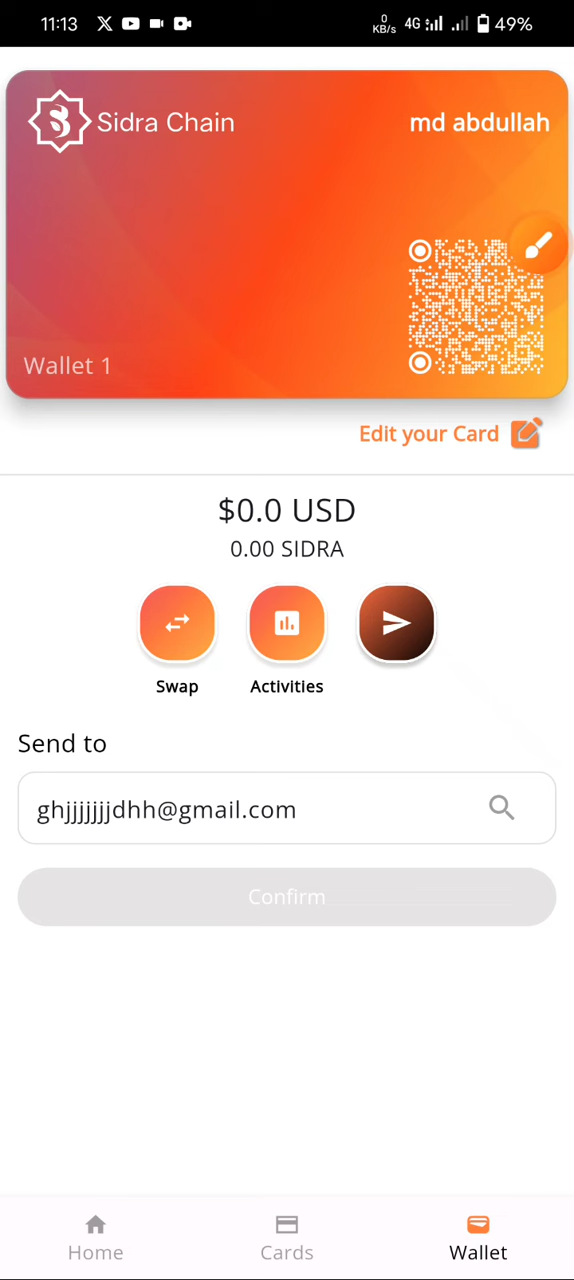 11:13 0 KB/s 4G 49%
Sidra Chain md abdullah
Wallet 1
Edit your Card
$0.0 USD
0.00 SIDRA
Swap Activities
Send to
ghjjjjjjjdhh@gmail.com
Confirm
Home Cards Wallet